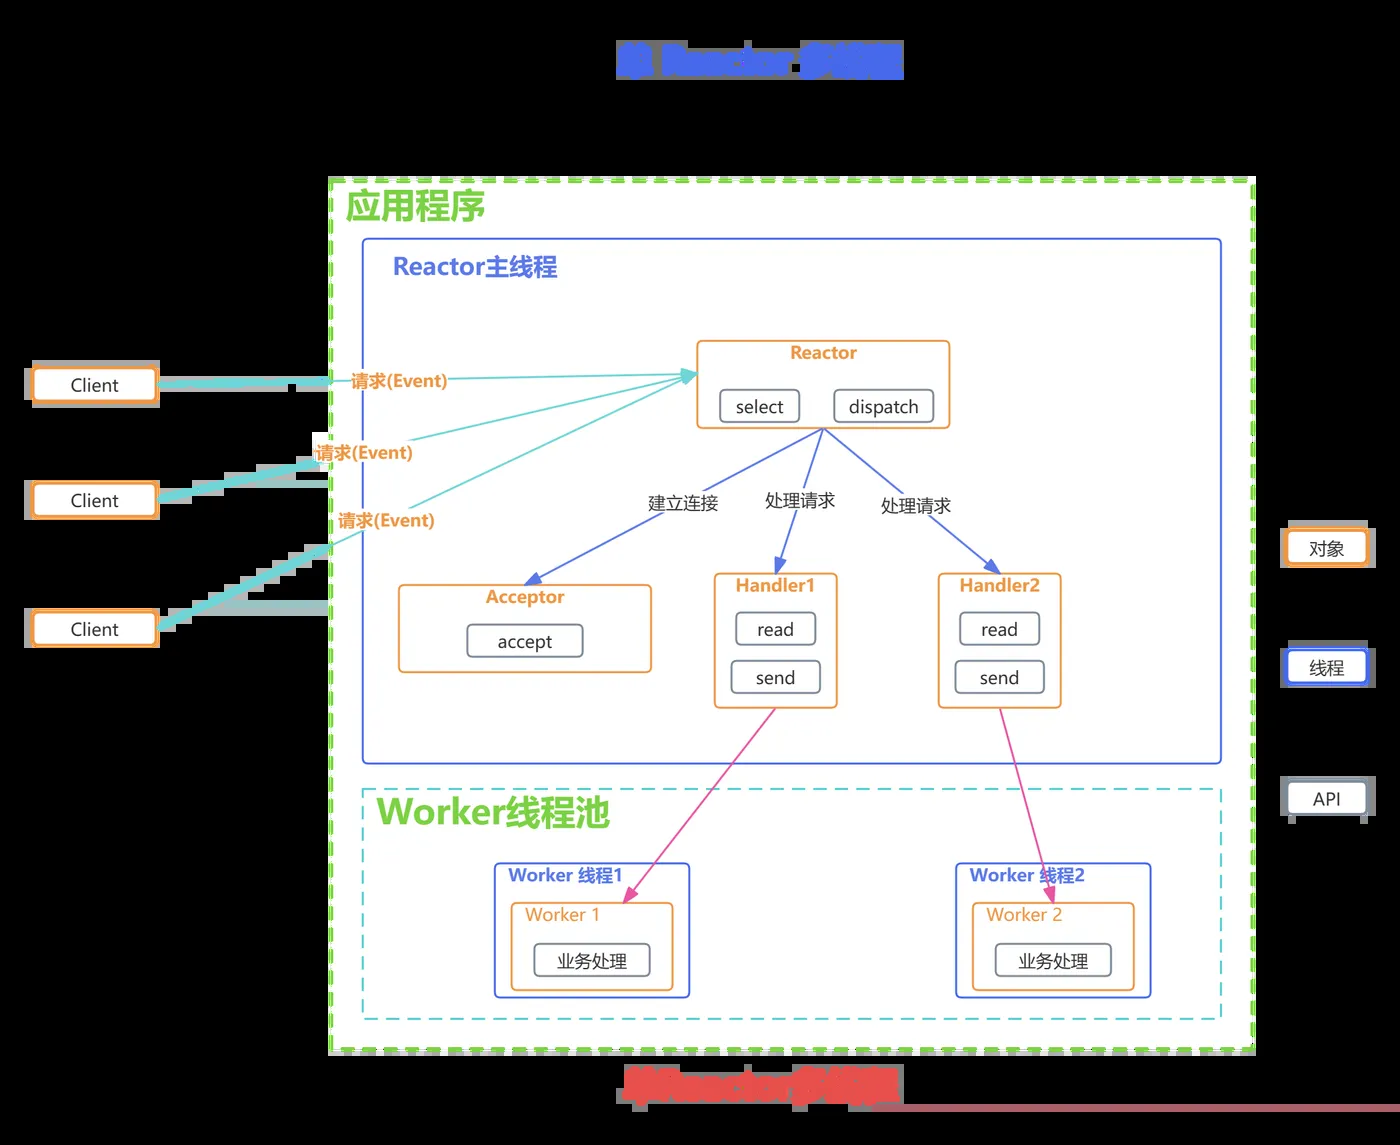 单 Reactor 多线程
应用程序
Reactor主线程
Reactor
Client
请求(Event)
select
dispatch
请求(Event)
Client
建立连接
处理请求
处理请求
请求(Event)
对象
Acceptor
Handler1
Handler2
Client
accept
read
read
线程
send
send
API
Worker线程池
Worker 线程1
Worker 线程2
Worker 1
Worker 2
业务处理
业务处理
单Reactor多线程